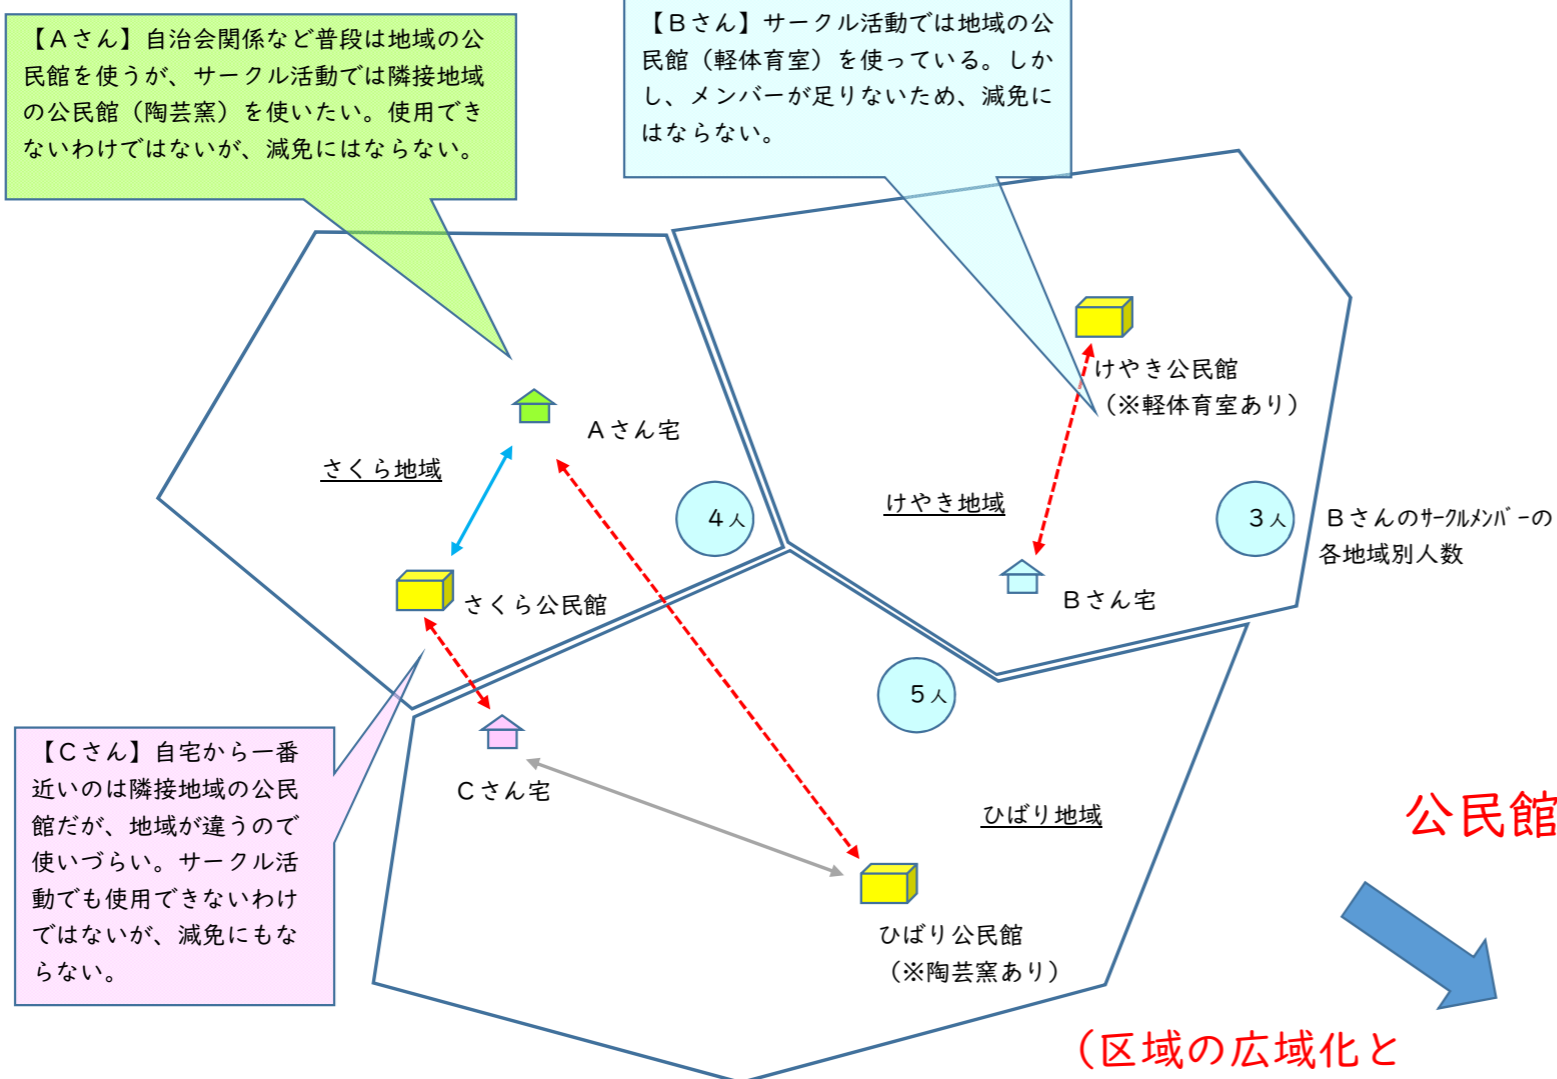 【Aさん】自治会関係など普段は地域の公
民館を使うが、サークル活動では隣接地域
の公民館（陶芸窯）を使いたい。使用でき
ないわけではないが、減免にはならない。
【Bさん】サークル活動では地域の公
民館（軽体育室）を使っている。しか
し、メンバーが足りないため、減免に
はならない。
けやき公民館
（※軽体育室あり）
Aさん宅
さくら地域
４人
けやき地域
３人
Bさんのｻｰｸﾙﾒﾝﾊﾞｰの
各地域別人数
さくら公民館
Bさん宅
５人
【Cさん】自宅から一番
近いのは隣接地域の公民
館だが、地域が違うので
使いづらい。サークル活
動でも使用できないわけ
ではないが、減免にもな
らない。
Cさん宅
ひばり地域
公民館
ひばり公民館
（※陶芸窯あり）
（区域の広域化と